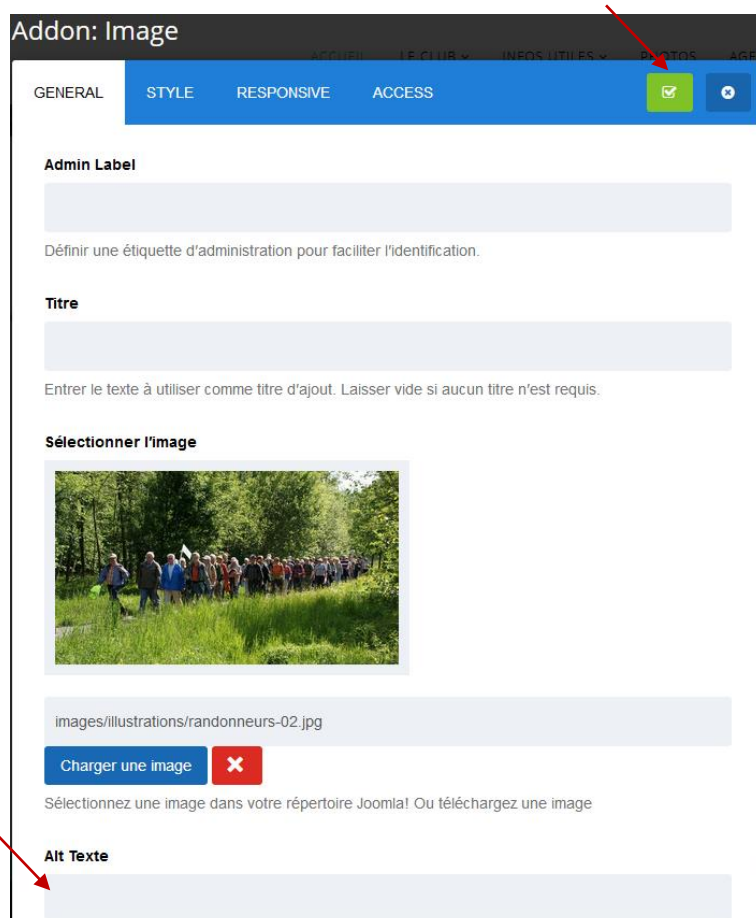 Addon: Image
ACCUEIL LE CLUB INFOS UTILES PHOTOS AGE
GENERAL STYLE RESPONSIVE ACCESS
Admin Label
Définir une étiquette d'administration pour faciliter l'identification.
Titre
Entrer le texte à utiliser comme titre d'ajout. Laisser vide si aucun titre n'est requis.
Sélectionner l'image
images/illustrations/randonneurs-02.jpg
Charger une image
Sélectionnez une image dans votre répertoire Joomla! Ou téléchargez une image
Alt Texte